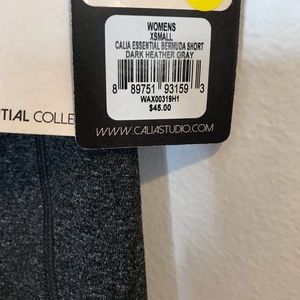 WOMENS
XSMALL
CALIA ESSENTIAL BERMUDA SHORT
DARK HEATHER GRAY
8 89751 93159 3
WAX00319H1
$45.00
TIAL COLLE
WWW.CALIASTUDIO.COM